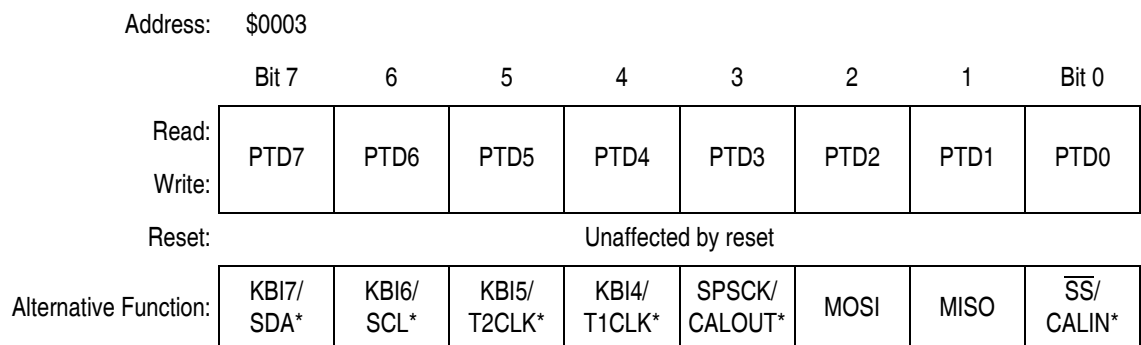 Address: $0003
Bit 7 6 5 4 3 2 1 Bit 0
Read:
PTD7 PTD6 PTD5 PTD4 PTD3 PTD2 PTD1 PTD0
Write:
Reset: Unaffected by reset
Alternative Function: KBI7/ KBI6/ KBI5/ KBI4/ SPSCK/ MOSI MISO SS/
SDA* SCL* T2CLK* T1CLK* CALOUT* CALIN*